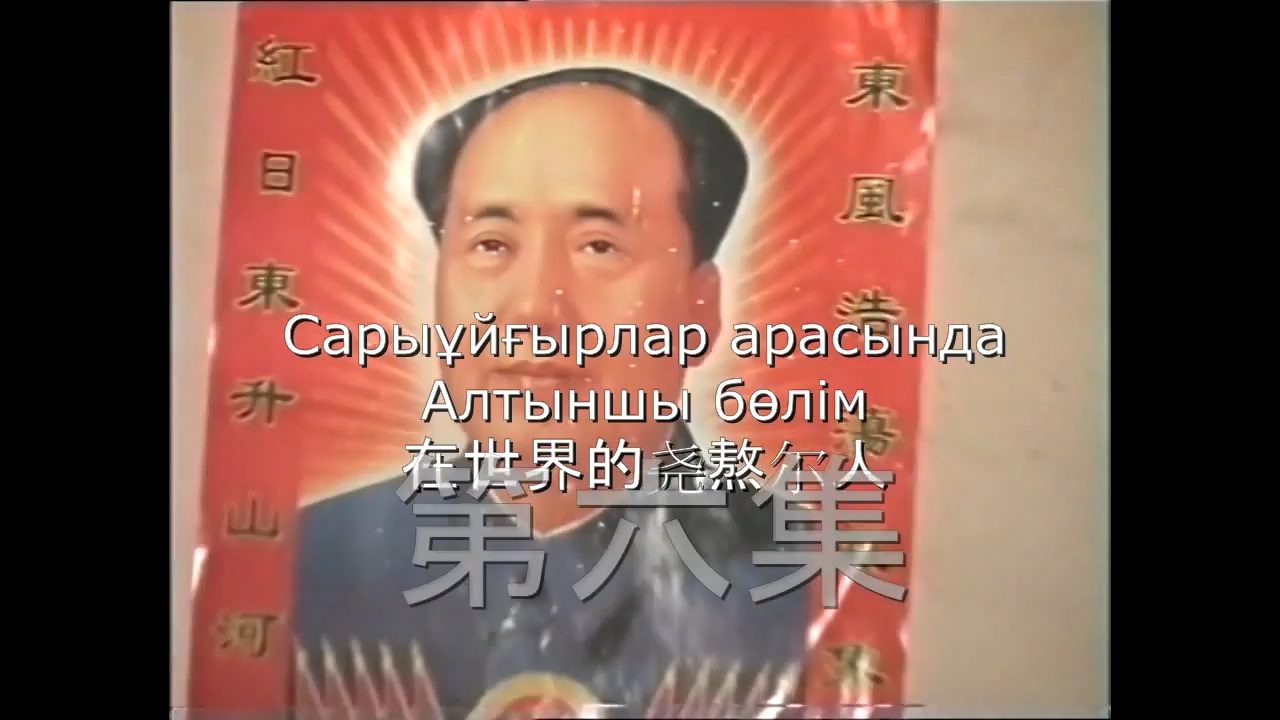 東風浩
紅日東升山河
Сарыұйғырлар арасында
Алтыншы бөлім
在世界的尧熬尔人
第六集